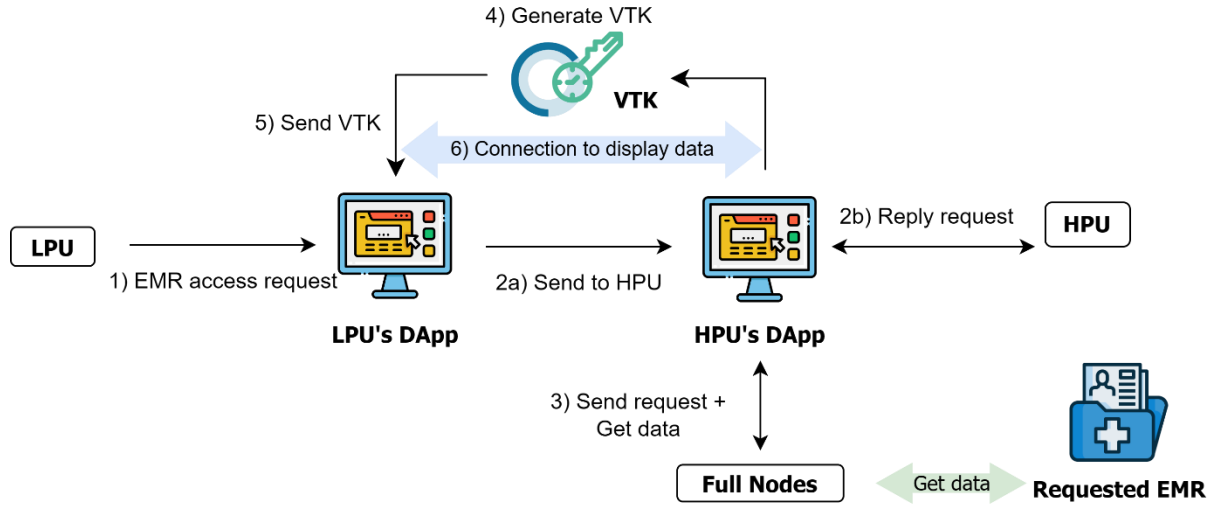 4) Generate VTK
VTK
5) Send VTK
6) Connection to display data
LPU
1) EMR access request
2a) Send to HPU
2b) Reply request
HPU
LPU's DApp
HPU's DApp
3) Send request +
Get data
Full Nodes
Get data
Requested EMR